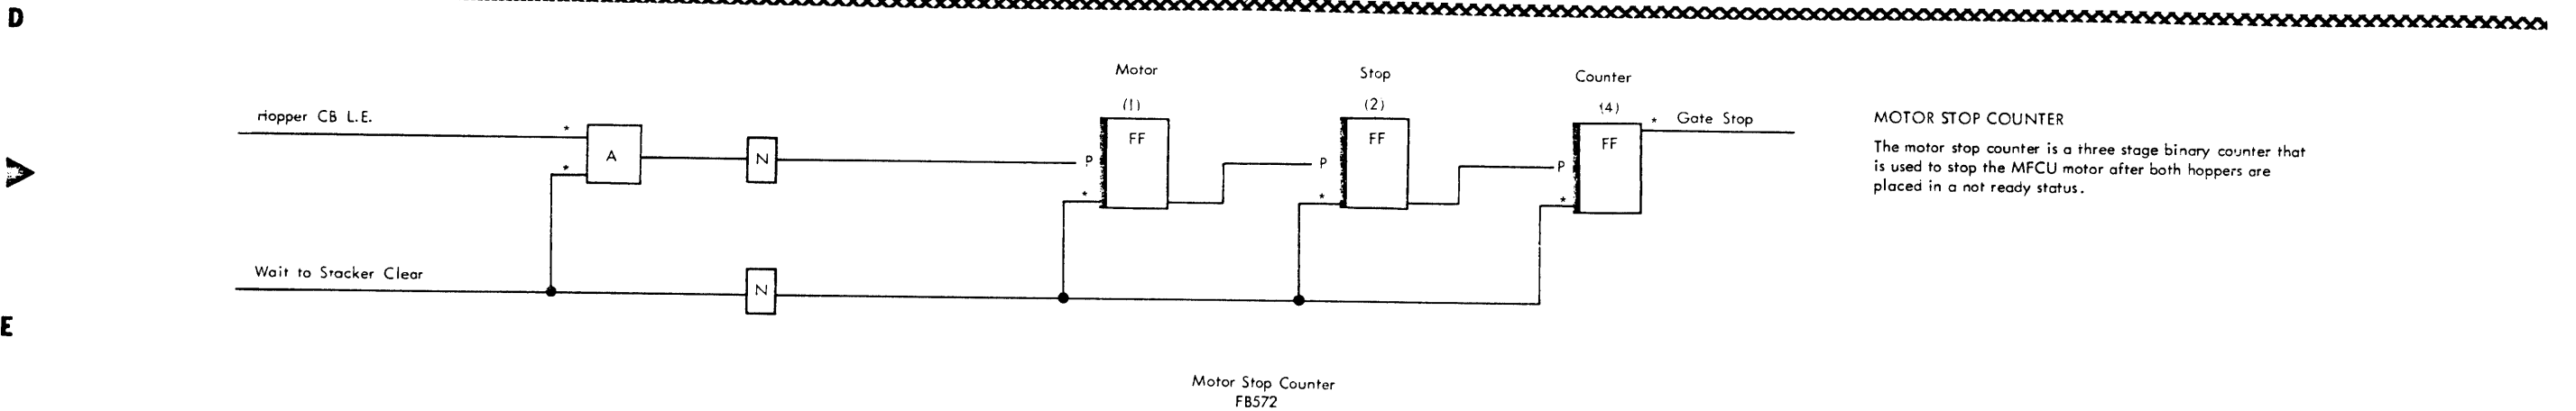 D
Hopper CB L.E.
*
*
A
N
Motor
(1)
FF
P
*
Stop
(2)
FF
P
*
Counter
(4)
FF
P
*
* Gate Stop
MOTOR STOP COUNTER
The motor stop counter is a three stage binary counter that
is used to stop the MFCU motor after both hoppers are
placed in a not ready status.
Wait to Stacker Clear
N
E
Motor Stop Counter
FB572